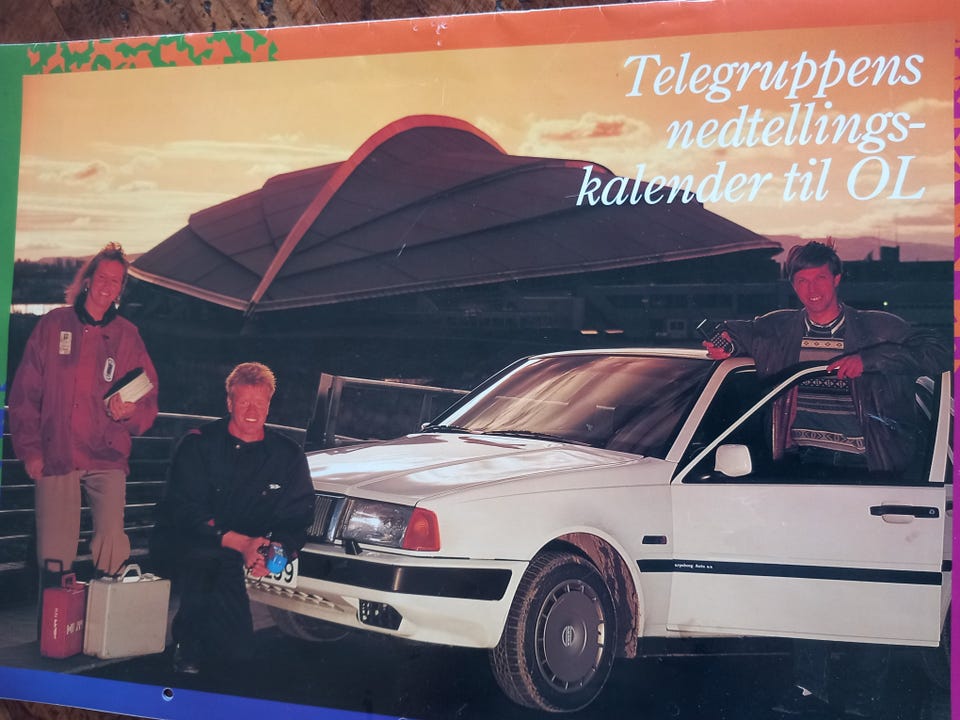 Telegruppens
nedtellings-
kalender til OL